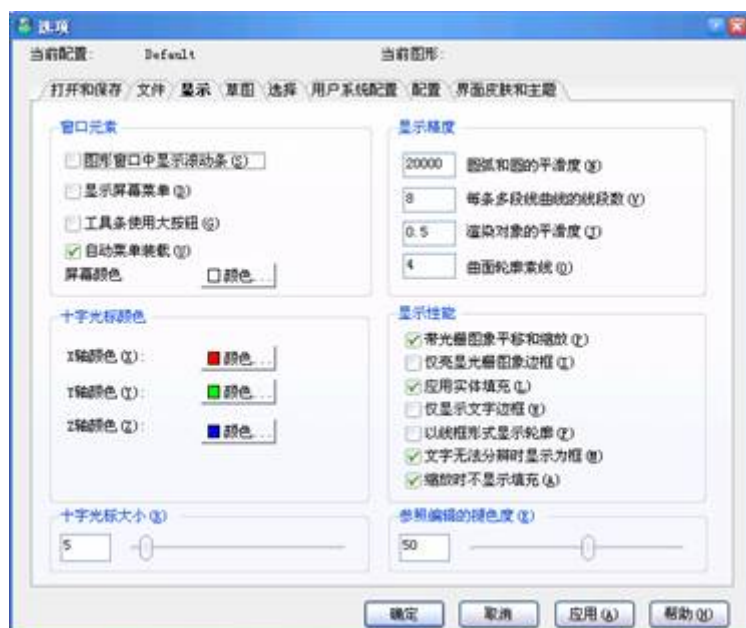 选项
当前配置: Default 当前图形:
打开和保存 文件 显示 草图 选择 用户系统配置 配置 界面皮肤和主题
窗口元素
图形窗口中显示滚动条(S)
显示屏幕菜单(D)
工具条使用大按钮(G)
自动菜单装载(U)
屏幕颜色 颜色...
显示精度
20000 圆弧和圆的平滑度(N)
8 每条多段线曲线的线段数(V)
0.5 渲染对象的平滑度(J)
4 曲面轮廓素线(O)
十字光标颜色
X轴颜色(X): 颜色...
Y轴颜色(Y): 颜色...
Z轴颜色(Z): 颜色...
显示性能
带光栅图象平移和缩放(P)
仅亮显光栅图象边框(I)
应用实体填充(L)
仅显示文字边框
以线框形式显示轮廓(F)
文字无法分辨时显示为框(M)
缩放时不显示填充(A)
十字光标大小
5
参照编辑的褪色度
50
确定 取消 应用(A) 帮助(H)